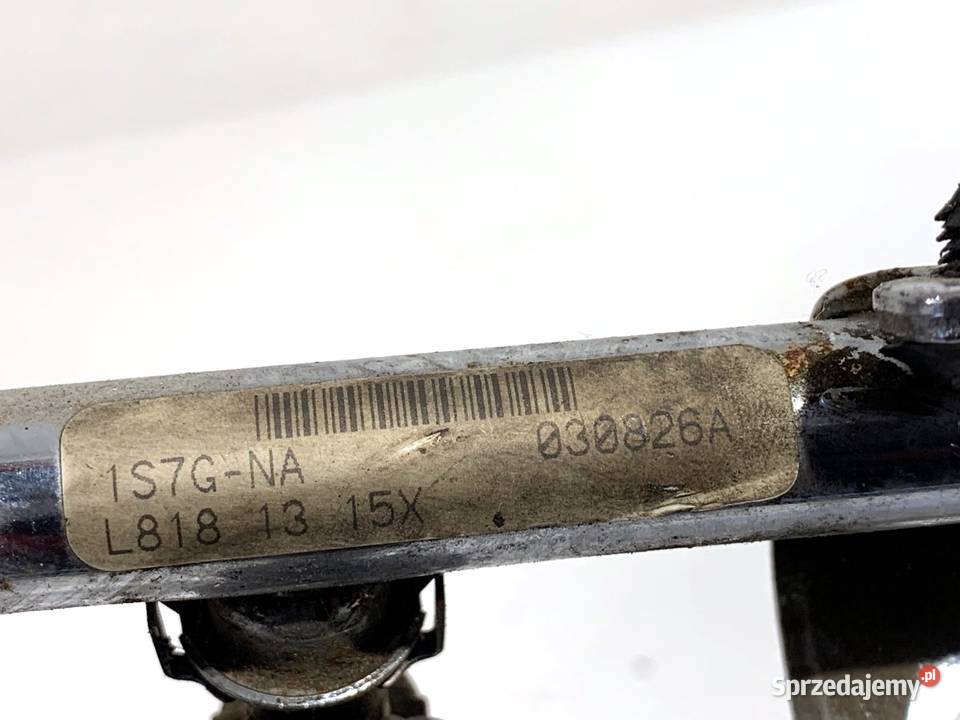 1S7G-NA 030826A
L818 13 15X
Sprzedajemy.pl